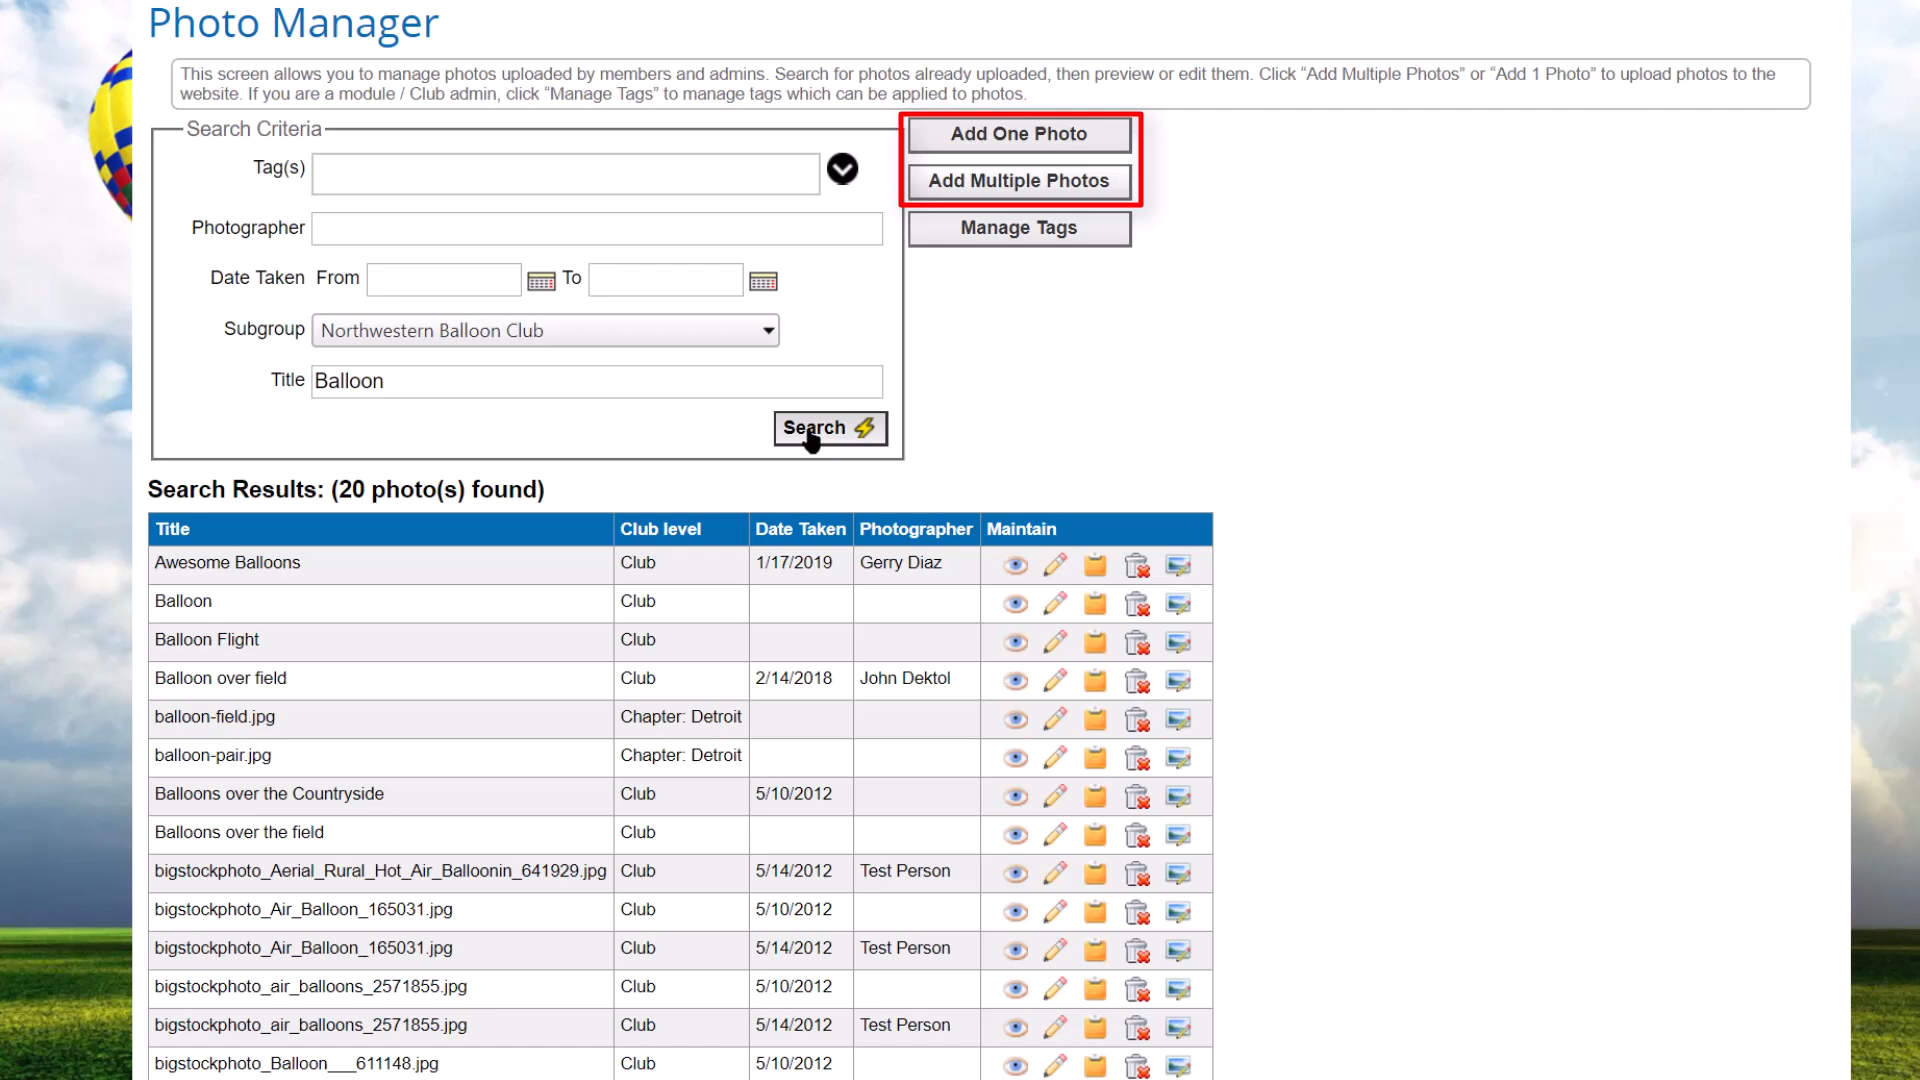 Photo Manager
This screen allows you to manage photos uploaded by members and admins. Search for photos already uploaded, then preview or edit them. Click “Add Multiple Photos” or “Add 1 Photo” to upload photos to the
website. If you are a module / Club admin, click “Manage Tags” to manage tags which can be applied to photos.
Search Criteria
Tag(s)
Photographer
Date Taken From To
Subgroup Northwestern Balloon Club
Title Balloon
Search
Add One Photo
Add Multiple Photos
Manage Tags
Search Results: (20 photo(s) found)
Title Club level Date Taken Photographer Maintain
Awesome Balloons Club 1/17/2019 Gerry Diaz
Balloon Club
Balloon Flight Club
Balloon over field Club 2/14/2018 John Dektol
balloon-field.jpg Chapter: Detroit
balloon-pair.jpg Chapter: Detroit
Balloons over the Countryside Club 5/10/2012
Balloons over the field Club
bigstockphoto_Aerial_Rural_Hot_Air_Balloonin_641929.jpg Club 5/14/2012 Test Person
bigstockphoto_Air_Balloon_165031.jpg Club 5/10/2012
bigstockphoto_Air_Balloon_165031.jpg Club 5/14/2012 Test Person
bigstockphoto_air_balloons_2571855.jpg Club 5/10/2012
bigstockphoto_air_balloons_2571855.jpg Club 5/14/2012 Test Person
bigstockphoto_Balloon___611148.jpg Club 5/10/2012